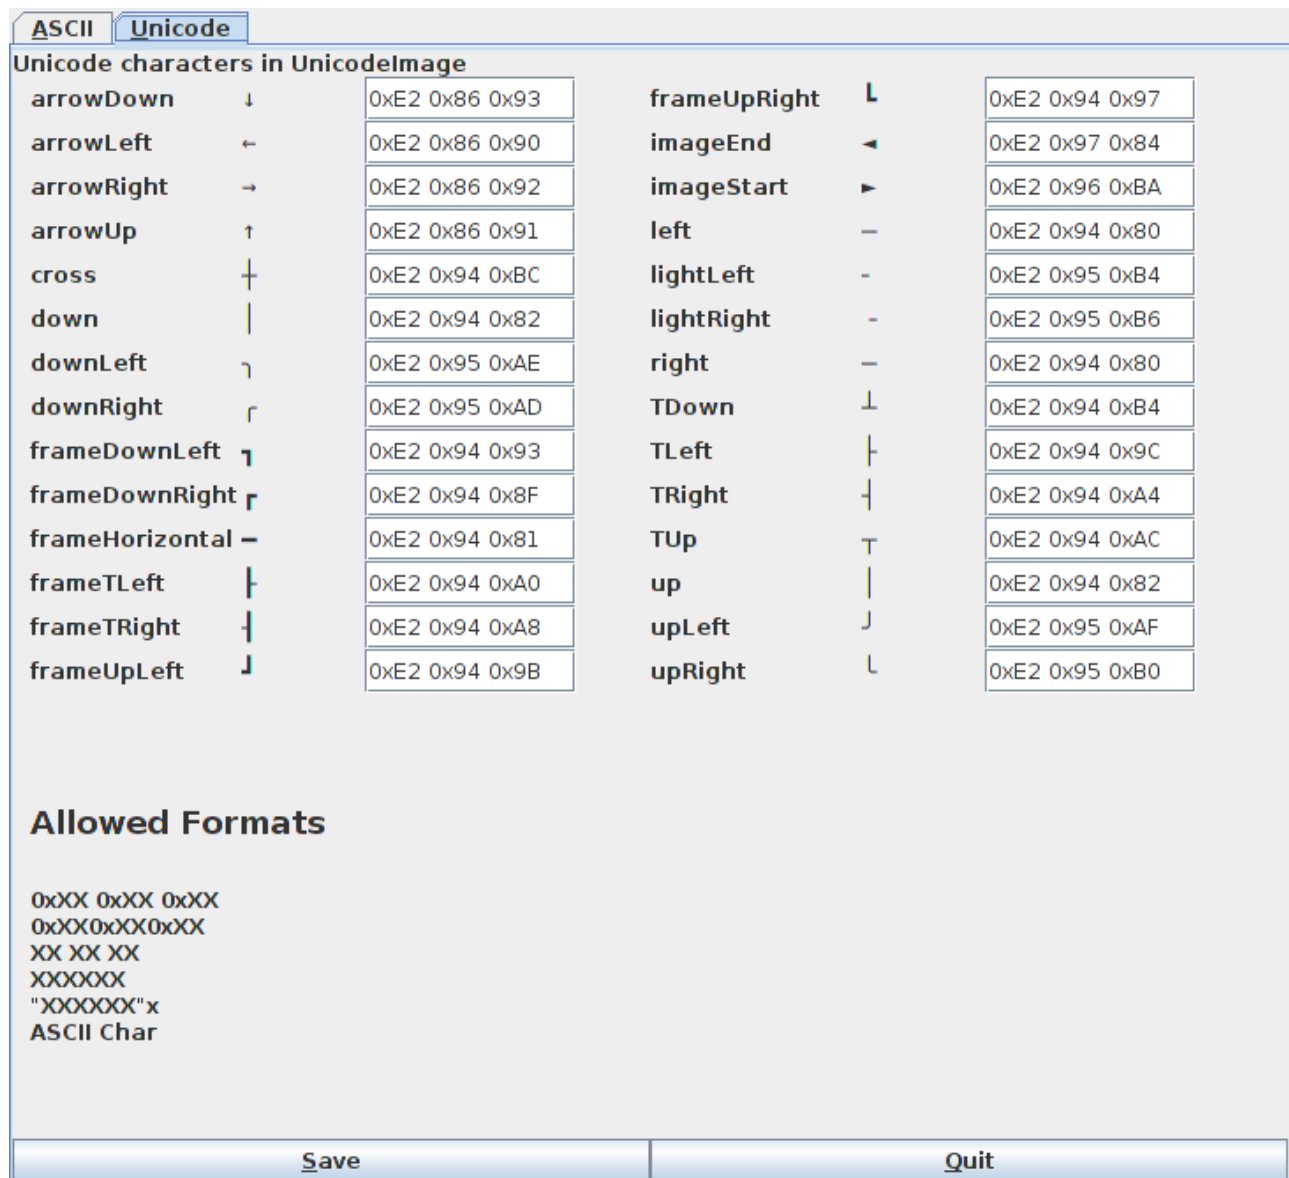 ASCII Unicode
Unicode characters in UnicodeImage
arrowDown ↓ 0xE2 0x86 0x93 frameUpRight ┗ 0xE2 0x94 0x97
arrowLeft ← 0xE2 0x86 0x90 imageEnd ◄ 0xE2 0x97 0x84
arrowRight → 0xE2 0x86 0x92 imageStart ► 0xE2 0x96 0xBA
arrowUp ↑ 0xE2 0x86 0x91 left ─ 0xE2 0x94 0x80
cross ┼ 0xE2 0x94 0xBC lightLeft ╴ 0xE2 0x95 0xB4
down │ 0xE2 0x94 0x82 lightRight ╶ 0xE2 0x95 0xB6
downLeft ╮ 0xE2 0x95 0xAE right ─ 0xE2 0x94 0x80
downRight ╭ 0xE2 0x95 0xAD TDown ┴ 0xE2 0x94 0xB4
frameDownLeft ┓ 0xE2 0x94 0x93 TLeft ├ 0xE2 0x94 0x9C
frameDownRight ┏ 0xE2 0x94 0x8F TRight ┤ 0xE2 0x94 0xA4
frameHorizontal ━ 0xE2 0x94 0x81 TUp ┬ 0xE2 0x94 0xAC
frameTLeft ┠ 0xE2 0x94 0xA0 up │ 0xE2 0x94 0x82
frameTRight ┨ 0xE2 0x94 0xA8 upLeft ╯ 0xE2 0x95 0xAF
frameUpLeft ┛ 0xE2 0x94 0x9B upRight ╰ 0xE2 0x95 0xB0
Allowed Formats
0xXX 0xXX 0xXX
0xXX0xXX0xXX
XX XX XX
XXXXXX
"XXXXXX"x
ASCII Char
Save Quit